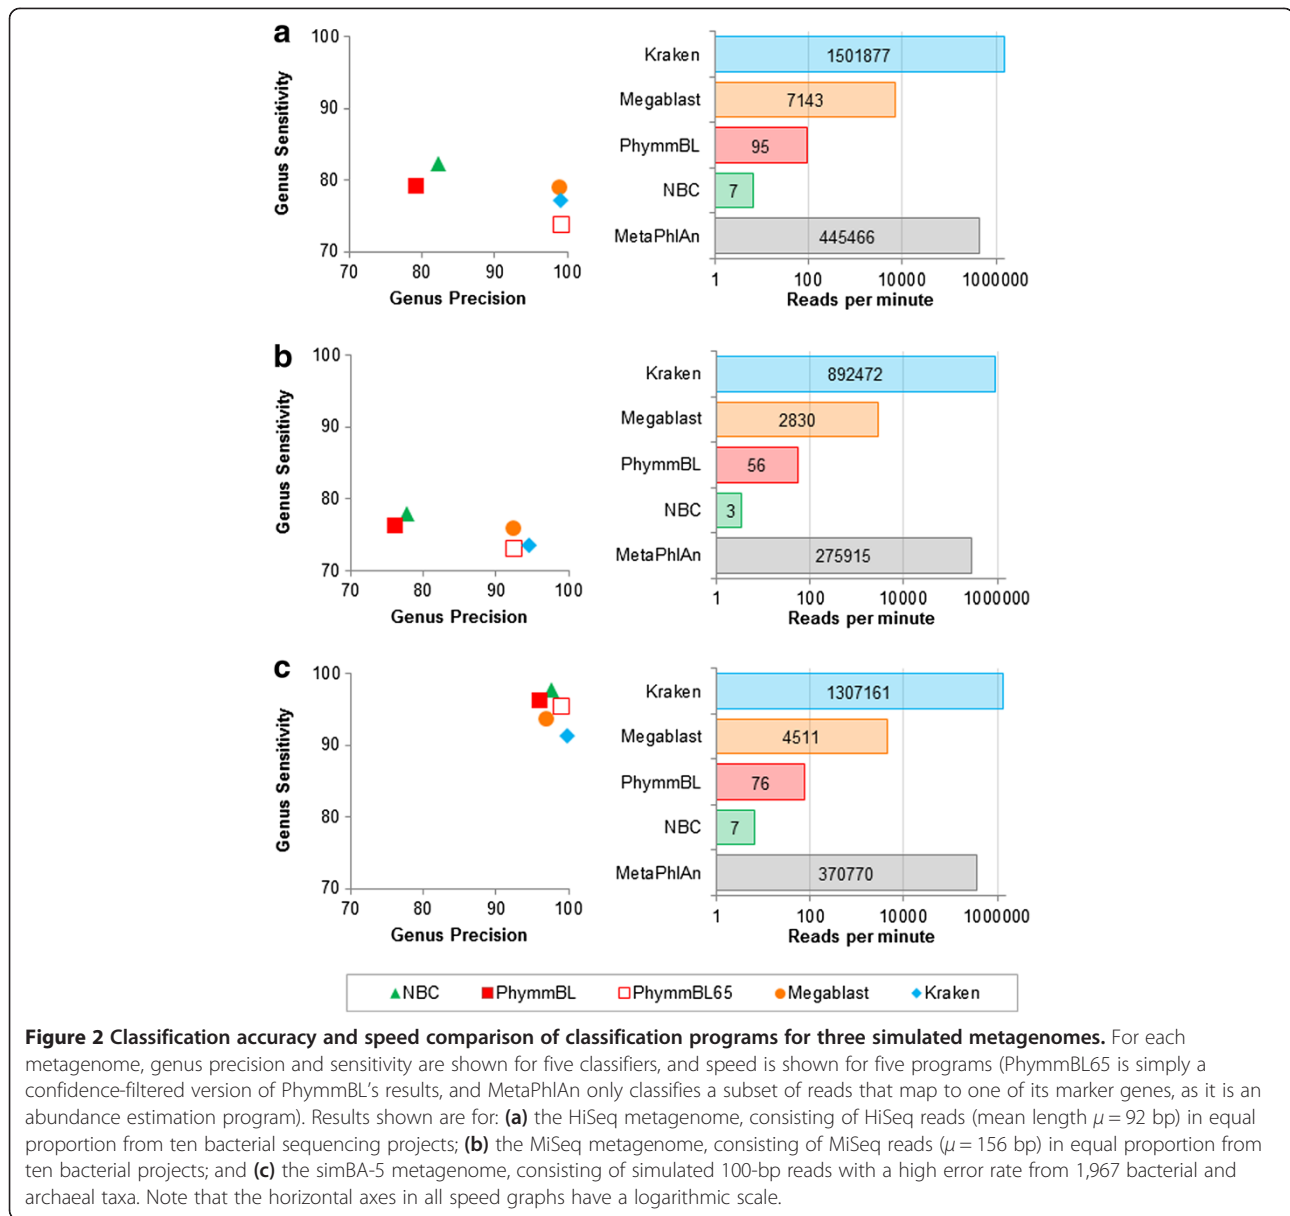 a
100
90
80
70
Genus Sensitivity
70 80 90 100
Genus Precision
Kraken 1501877
Megablast 7143
PhymmBL 95
NBC 7
MetaPhlAn 445466
1 100 10000 1000000
Reads per minute
b
100
90
80
70
Genus Sensitivity
70 80 90 100
Genus Precision
Kraken 892472
Megablast 2830
PhymmBL 56
NBC 3
MetaPhlAn 275915
1 100 10000 1000000
Reads per minute
c
100
90
80
70
Genus Sensitivity
70 80 90 100
Genus Precision
Kraken 1307161
Megablast 4511
PhymmBL 76
NBC 7
MetaPhlAn 370770
1 100 10000 1000000
Reads per minute
NBC PhymmBL PhymmBL65 Megablast Kraken
Figure 2 Classification accuracy and speed comparison of classification programs for three simulated metagenomes. For each
metagenome, genus precision and sensitivity are shown for five classifiers, and speed is shown for five programs (PhymmBL65 is simply a
confidence-filtered version of PhymmBL's results, and MetaPhlAn only classifies a subset of reads that map to one of its marker genes, as it is an
abundance estimation program). Results shown are for: (a) the HiSeq metagenome, consisting of HiSeq reads (mean length μ = 92 bp) in equal
proportion from ten bacterial sequencing projects; (b) the MiSeq metagenome, consisting of MiSeq reads (μ = 156 bp) in equal proportion from
ten bacterial projects; and (c) the simBA-5 metagenome, consisting of simulated 100-bp reads with a high error rate from 1,967 bacterial and
archaeal taxa. Note that the horizontal axes in all speed graphs have a logarithmic scale.